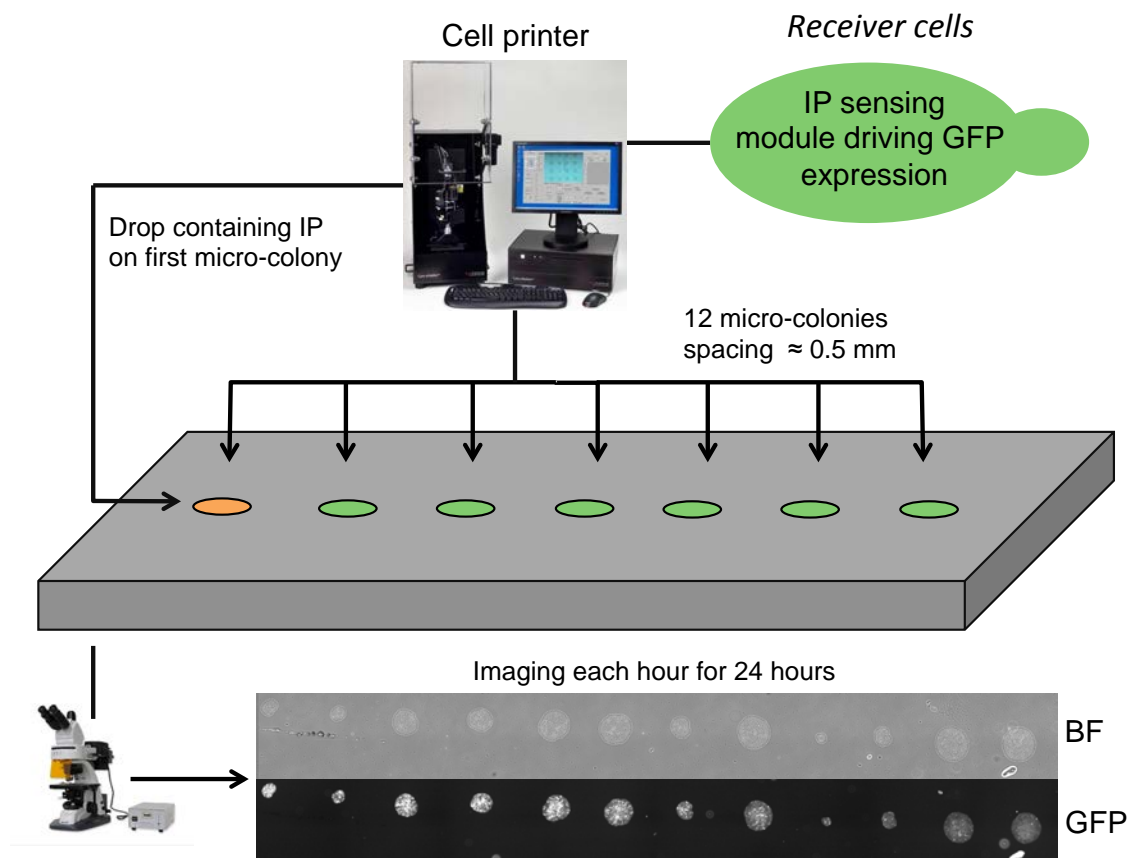 Cell printer
Receiver cells
IP sensing
module driving GFP
expression
Drop containing IP
on first micro-colony
12 micro-colonies
spacing ≈ 0.5 mm
Imaging each hour for 24 hours
BF
GFP